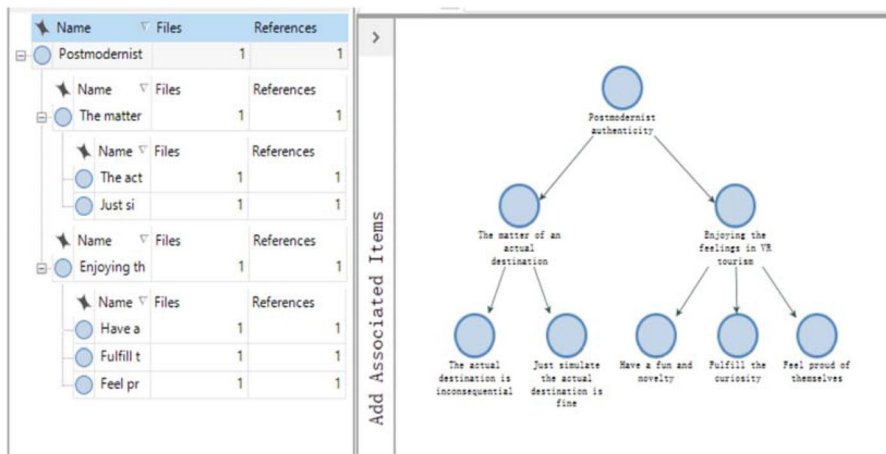 Name Files References
Postmodernist 1 1
Name Files References
The matter 1 1
Name Files References
The act 1 1
Just si 1 1
Name Files References
Enjoying th 1 1
Name Files References
Have a 1 1
Fulfill t 1 1
Feel pr 1 1
Add Associated Items
Postmodernist
authenticity
The matter of an
actual
destination
Enjoying the
feelings in VR
tourism
The actual
destination is
inconsequential
Just simulate
the actual
destination is
fine
Have a fun and
novelty
Fulfill the
curiosity
Feel proud of
themselves